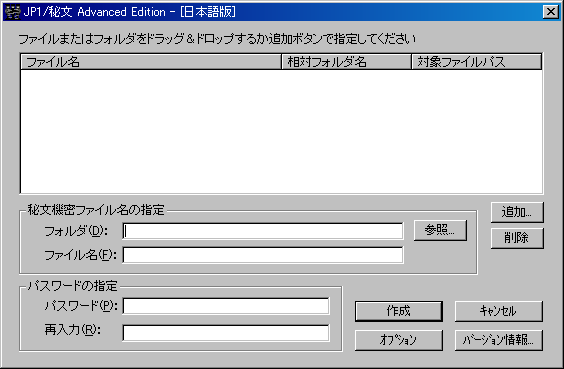 JP1/秘文 Advanced Edition - [日本語版]
ファイルまたはフォルダをドラッグ＆ドロップするか追加ボタンで指定してください
ファイル名 相対フォルダ名 対象ファイルパス
秘文機密ファイル名の指定
フォルダ(D): 参照...
ファイル名(F):
追加...
削除
パスワードの指定
パスワード(P):
再入力(R):
作成 ｷｬﾝｾﾙ
ｵﾌﾟｼｮﾝ ﾊﾞｰｼﾞｮﾝ情報...